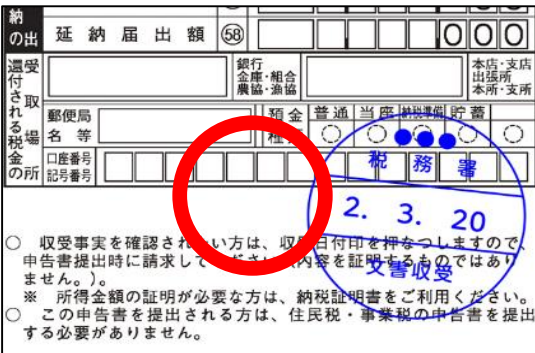 納の出
延納届出額 58 000
還付される税金の受取場所
銀行
金庫・組合
農協・漁協
本店・支店
出張所
本所・支所
郵便局
名等
預金
種
普通 当座 納税準備 貯蓄
口座番号
記号番号
●●●
税務署
2. 3. 20
文書収受
○ 収受事実を確認され い方は、収 日付印を押なつしますので、
申告書提出時に請求して ださい 内容を証明するものではあり
ません。)。
※ 所得金額の証明が必要な方は、納税証明書をご利用ください。
○ この申告書を提出される方は、住民税・事業税の申告書を提出
する必要がありません。